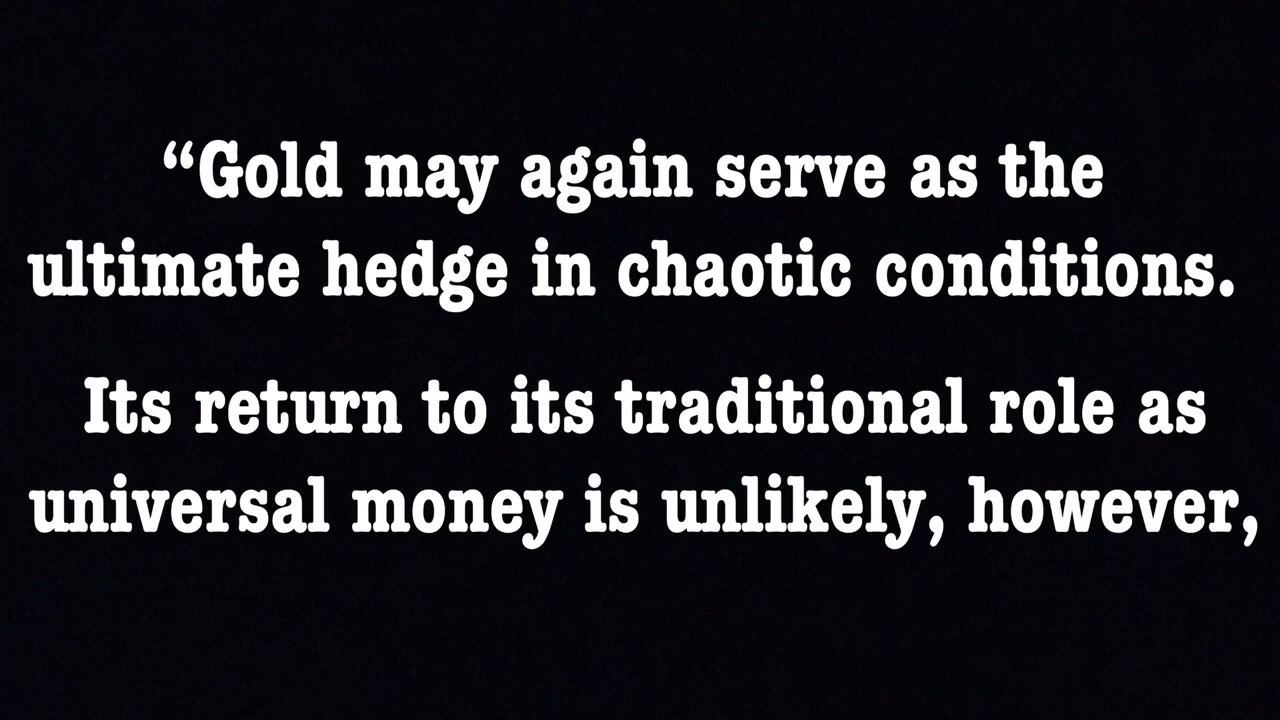 “Gold may again serve as the
ultimate hedge in chaotic conditions.
Its return to its traditional role as
universal money is unlikely, however,